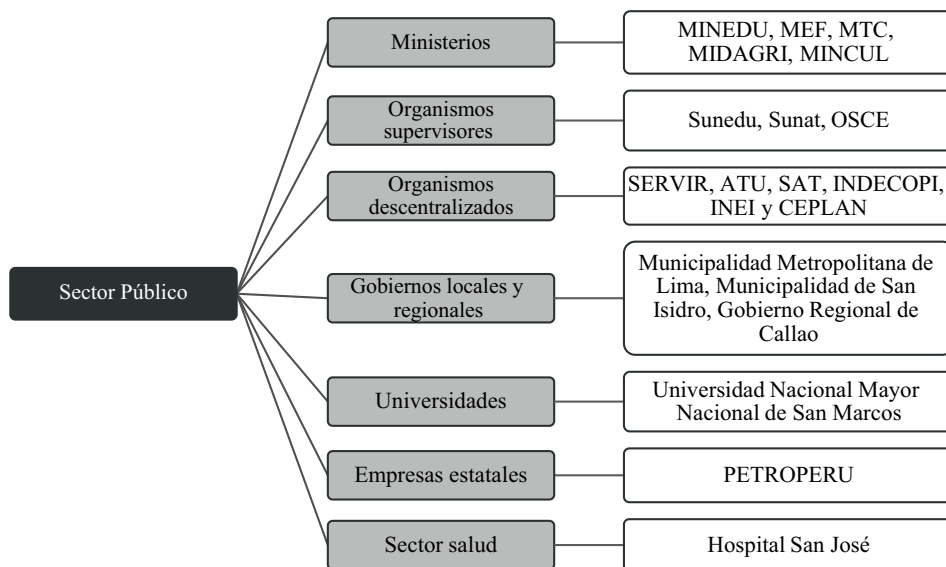 Sector Público
Ministerios
MINEDU, MEF, MTC,
MIDAGRI, MINCUL
Organismos
supervisores
Sunedu, Sunat, OSCE
Organismos
descentralizados
SERVIR, ATU, SAT, INDECOPI,
INEI y CEPLAN
Gobiernos locales y
regionales
Municipalidad Metropolitana de
Lima, Municipalidad de San
Isidro, Gobierno Regional de
Callao
Universidades
Universidad Nacional Mayor
Nacional de San Marcos
Empresas estatales
PETROPERU
Sector salud
Hospital San José